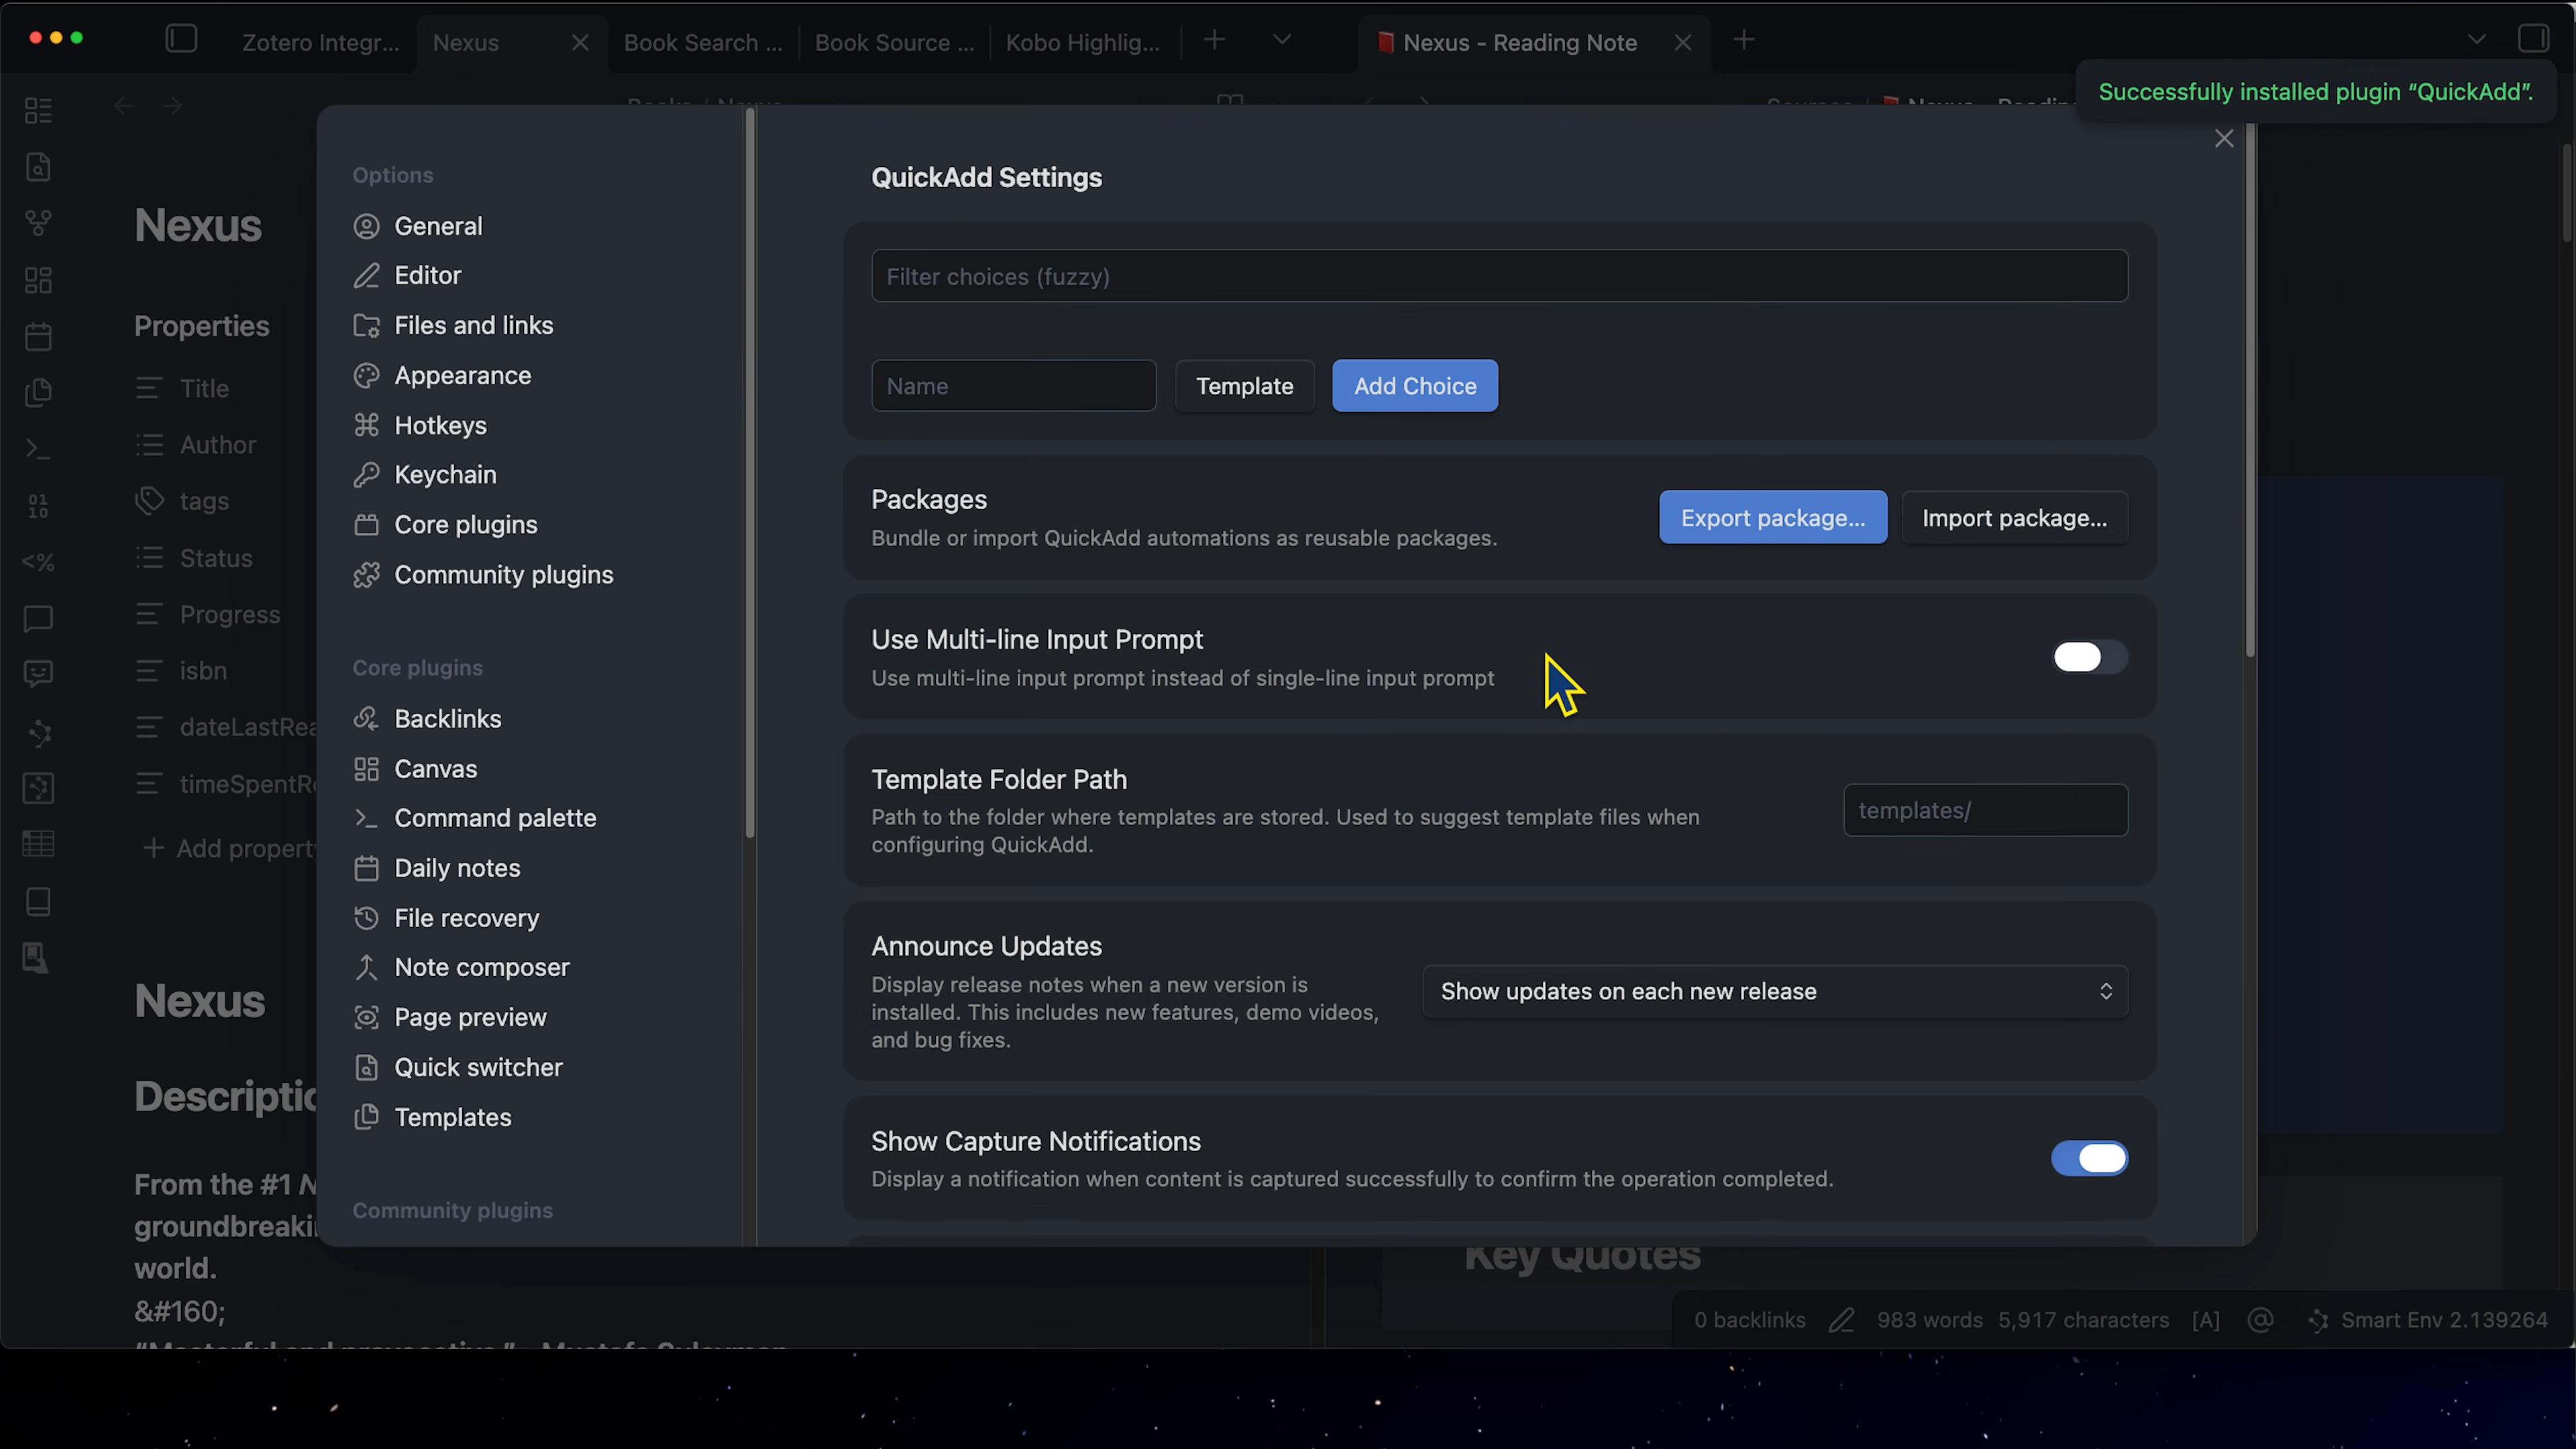 Zotero Integr...
Nexus
Book Search ...
Book Source ...
Kobo Highlig...
Nexus - Reading Note
Successfully installed plugin “QuickAdd”.
Nexus
Properties
Title
Author
tags
Status
Progress
isbn
dateLastRea
timeSpentRe
Add property
Nexus
Descriptio
From the #1 N
groundbreakin
world.
&#160;
Options
General
Editor
Files and links
Appearance
Hotkeys
Keychain
Core plugins
Community plugins
Core plugins
Backlinks
Canvas
Command palette
Daily notes
File recovery
Note composer
Page preview
Quick switcher
Templates
Community plugins
QuickAdd Settings
Filter choices (fuzzy)
Name
Template
Add Choice
Packages
Bundle or import QuickAdd automations as reusable packages.
Export package...
Import package...
Use Multi-line Input Prompt
Use multi-line input prompt instead of single-line input prompt
Template Folder Path
Path to the folder where templates are stored. Used to suggest template files when
configuring QuickAdd.
templates/
Announce Updates
Display release notes when a new version is
installed. This includes new features, demo videos,
and bug fixes.
Show updates on each new release
Show Capture Notifications
Display a notification when content is captured successfully to confirm the operation completed.
Key Quotes
0 backlinks
983 words
5,917 characters
[A]
Smart Env 2.139264